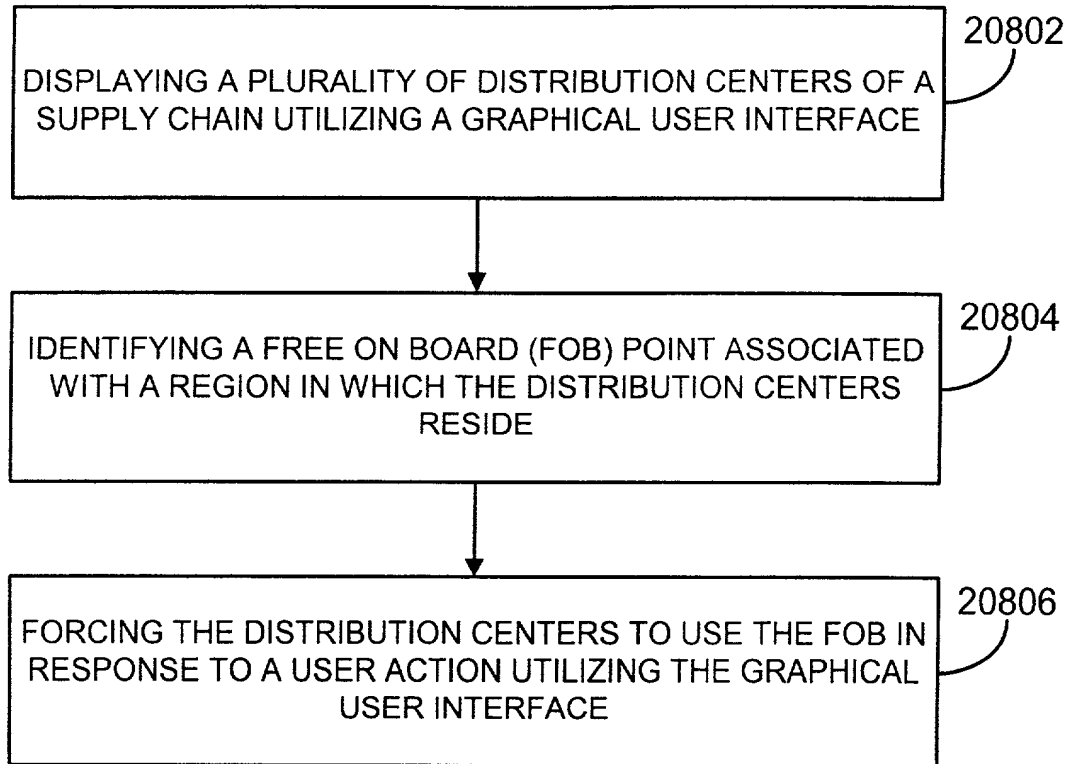 20802
DISPLAYING A PLURALITY OF DISTRIBUTION CENTERS OF A
SUPPLY CHAIN UTILIZING A GRAPHICAL USER INTERFACE
20804
IDENTIFYING A FREE ON BOARD (FOB) POINT ASSOCIATED
WITH A REGION IN WHICH THE DISTRIBUTION CENTERS
RESIDE
20806
FORCING THE DISTRIBUTION CENTERS TO USE THE FOB IN
RESPONSE TO A USER ACTION UTILIZING THE GRAPHICAL
USER INTERFACE